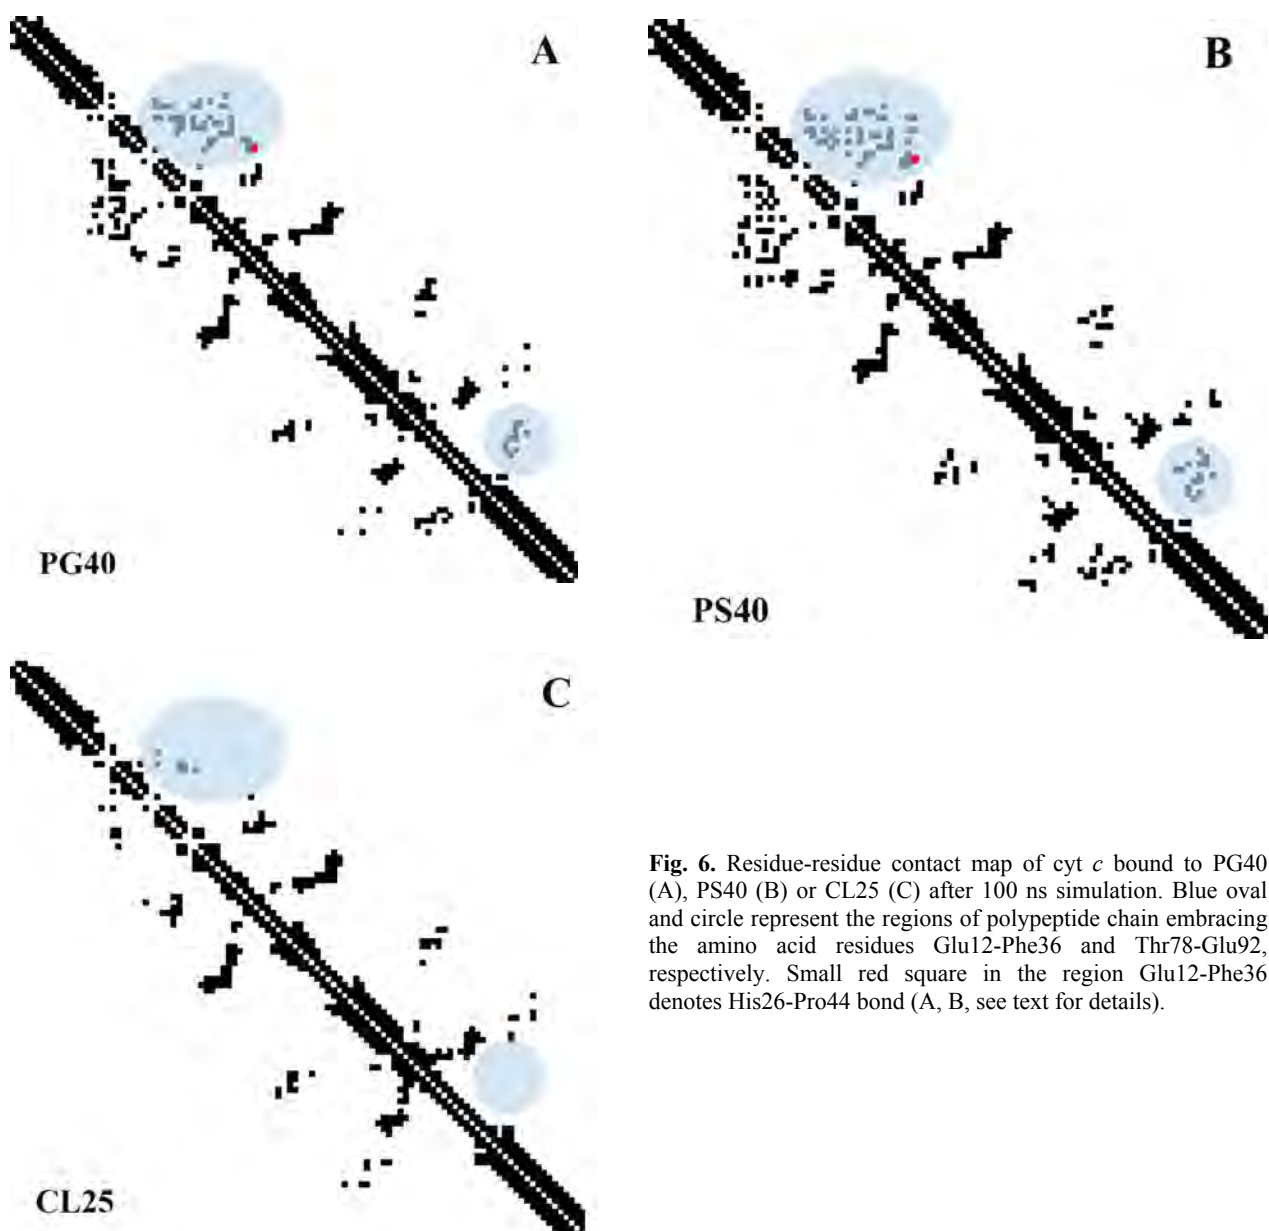 A
B
PG40
PS40
C
Fig. 6. Residue-residue contact map of cyt c bound to PG40
(A), PS40 (B) or CL25 (C) after 100 ns simulation. Blue oval
and circle represent the regions of polypeptide chain embracing
the amino acid residues Glu12-Phe36 and Thr78-Glu92,
respectively. Small red square in the region Glu12-Phe36
denotes His26-Pro44 bond (A, B, see text for details).
CL25